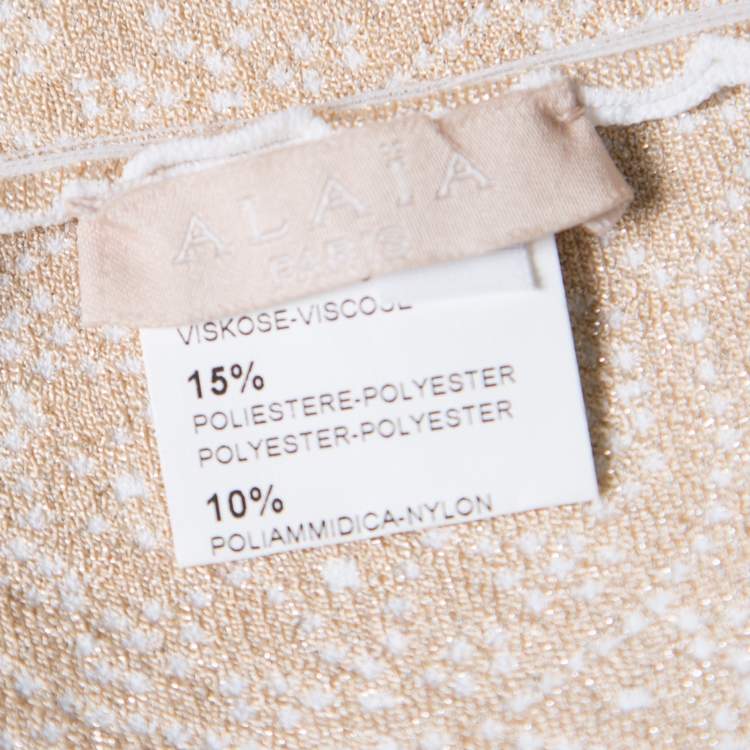 ALAÏA
PARIS
VISKOSE-VISCOSE
15%
POLIESTERE-POLYESTER
POLYESTER-POLYESTER
10%
POLIAMMIDICA-NYLON